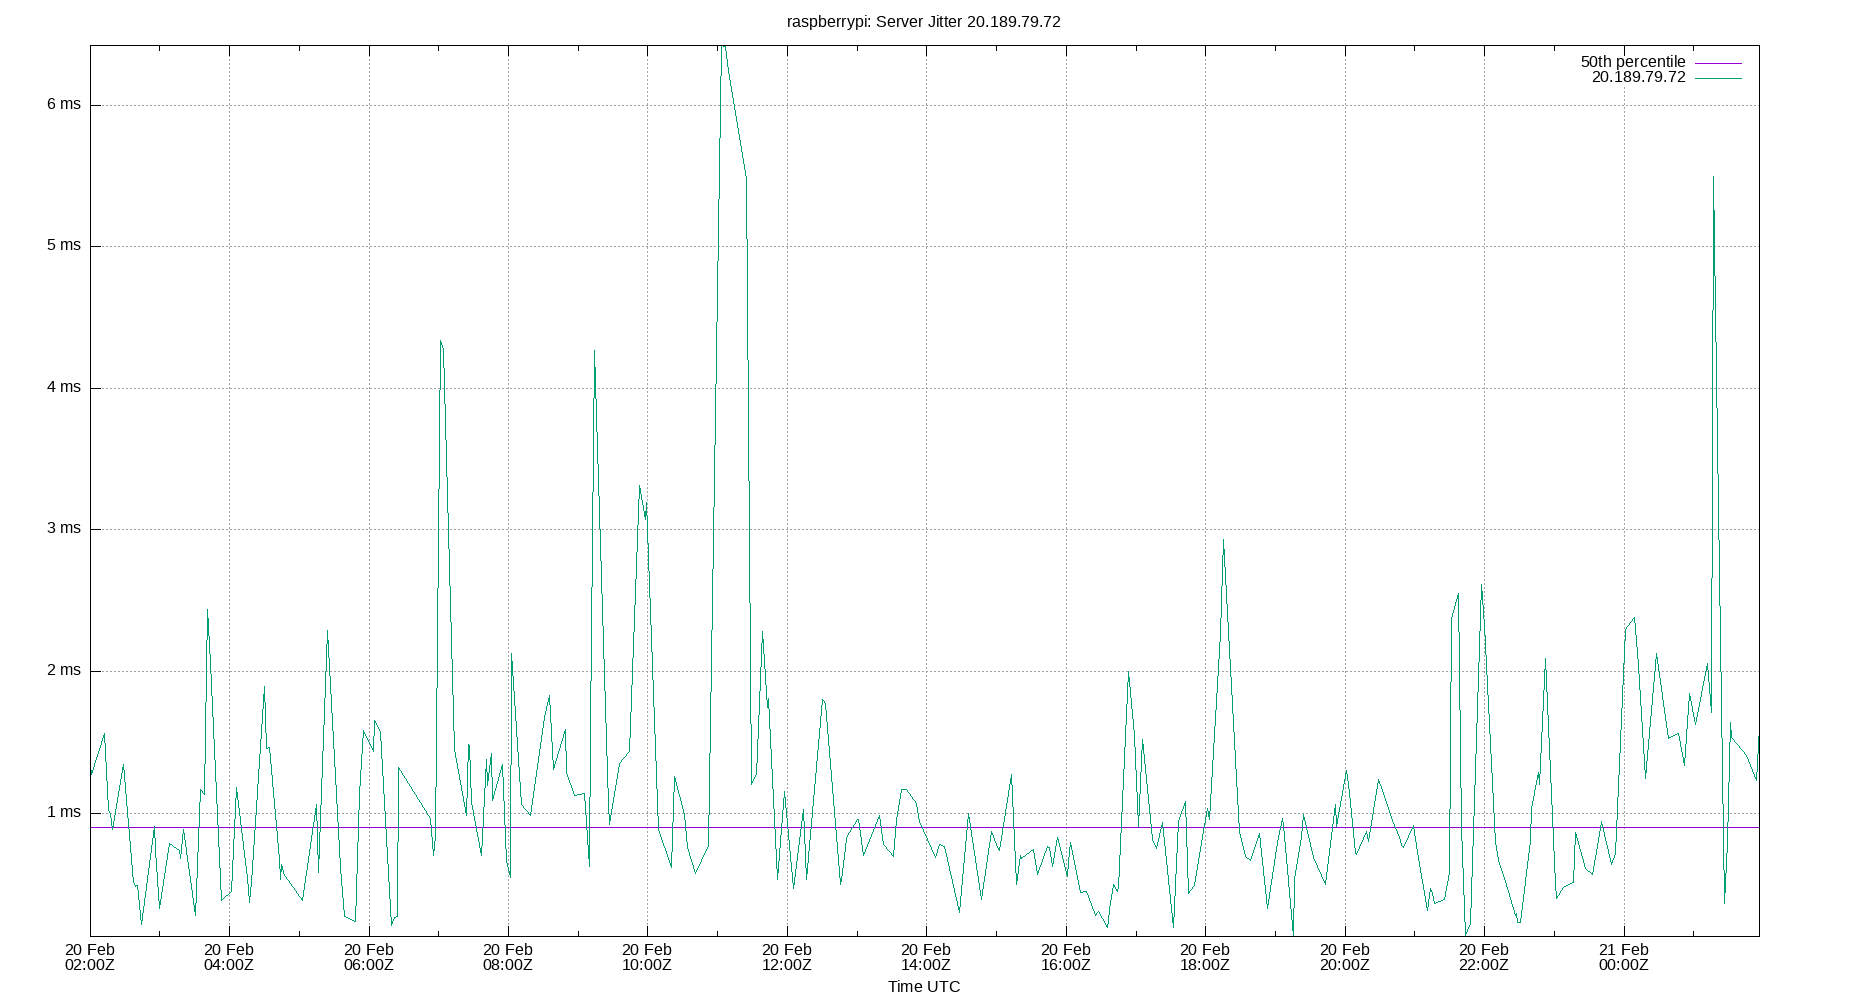 raspberrypi: Server Jitter 20.189.79.72
50th percentile
20.189.79.72
6 ms
5 ms
4 ms
3 ms
2 ms
1 ms
20 Feb 20 Feb 20 Feb 20 Feb 20 Feb 20 Feb 20 Feb 20 Feb 20 Feb 20 Feb 20 Feb 21 Feb
02:00Z 04:00Z 06:00Z 08:00Z 10:00Z 12:00Z 14:00Z 16:00Z 18:00Z 20:00Z 22:00Z 00:00Z
Time UTC